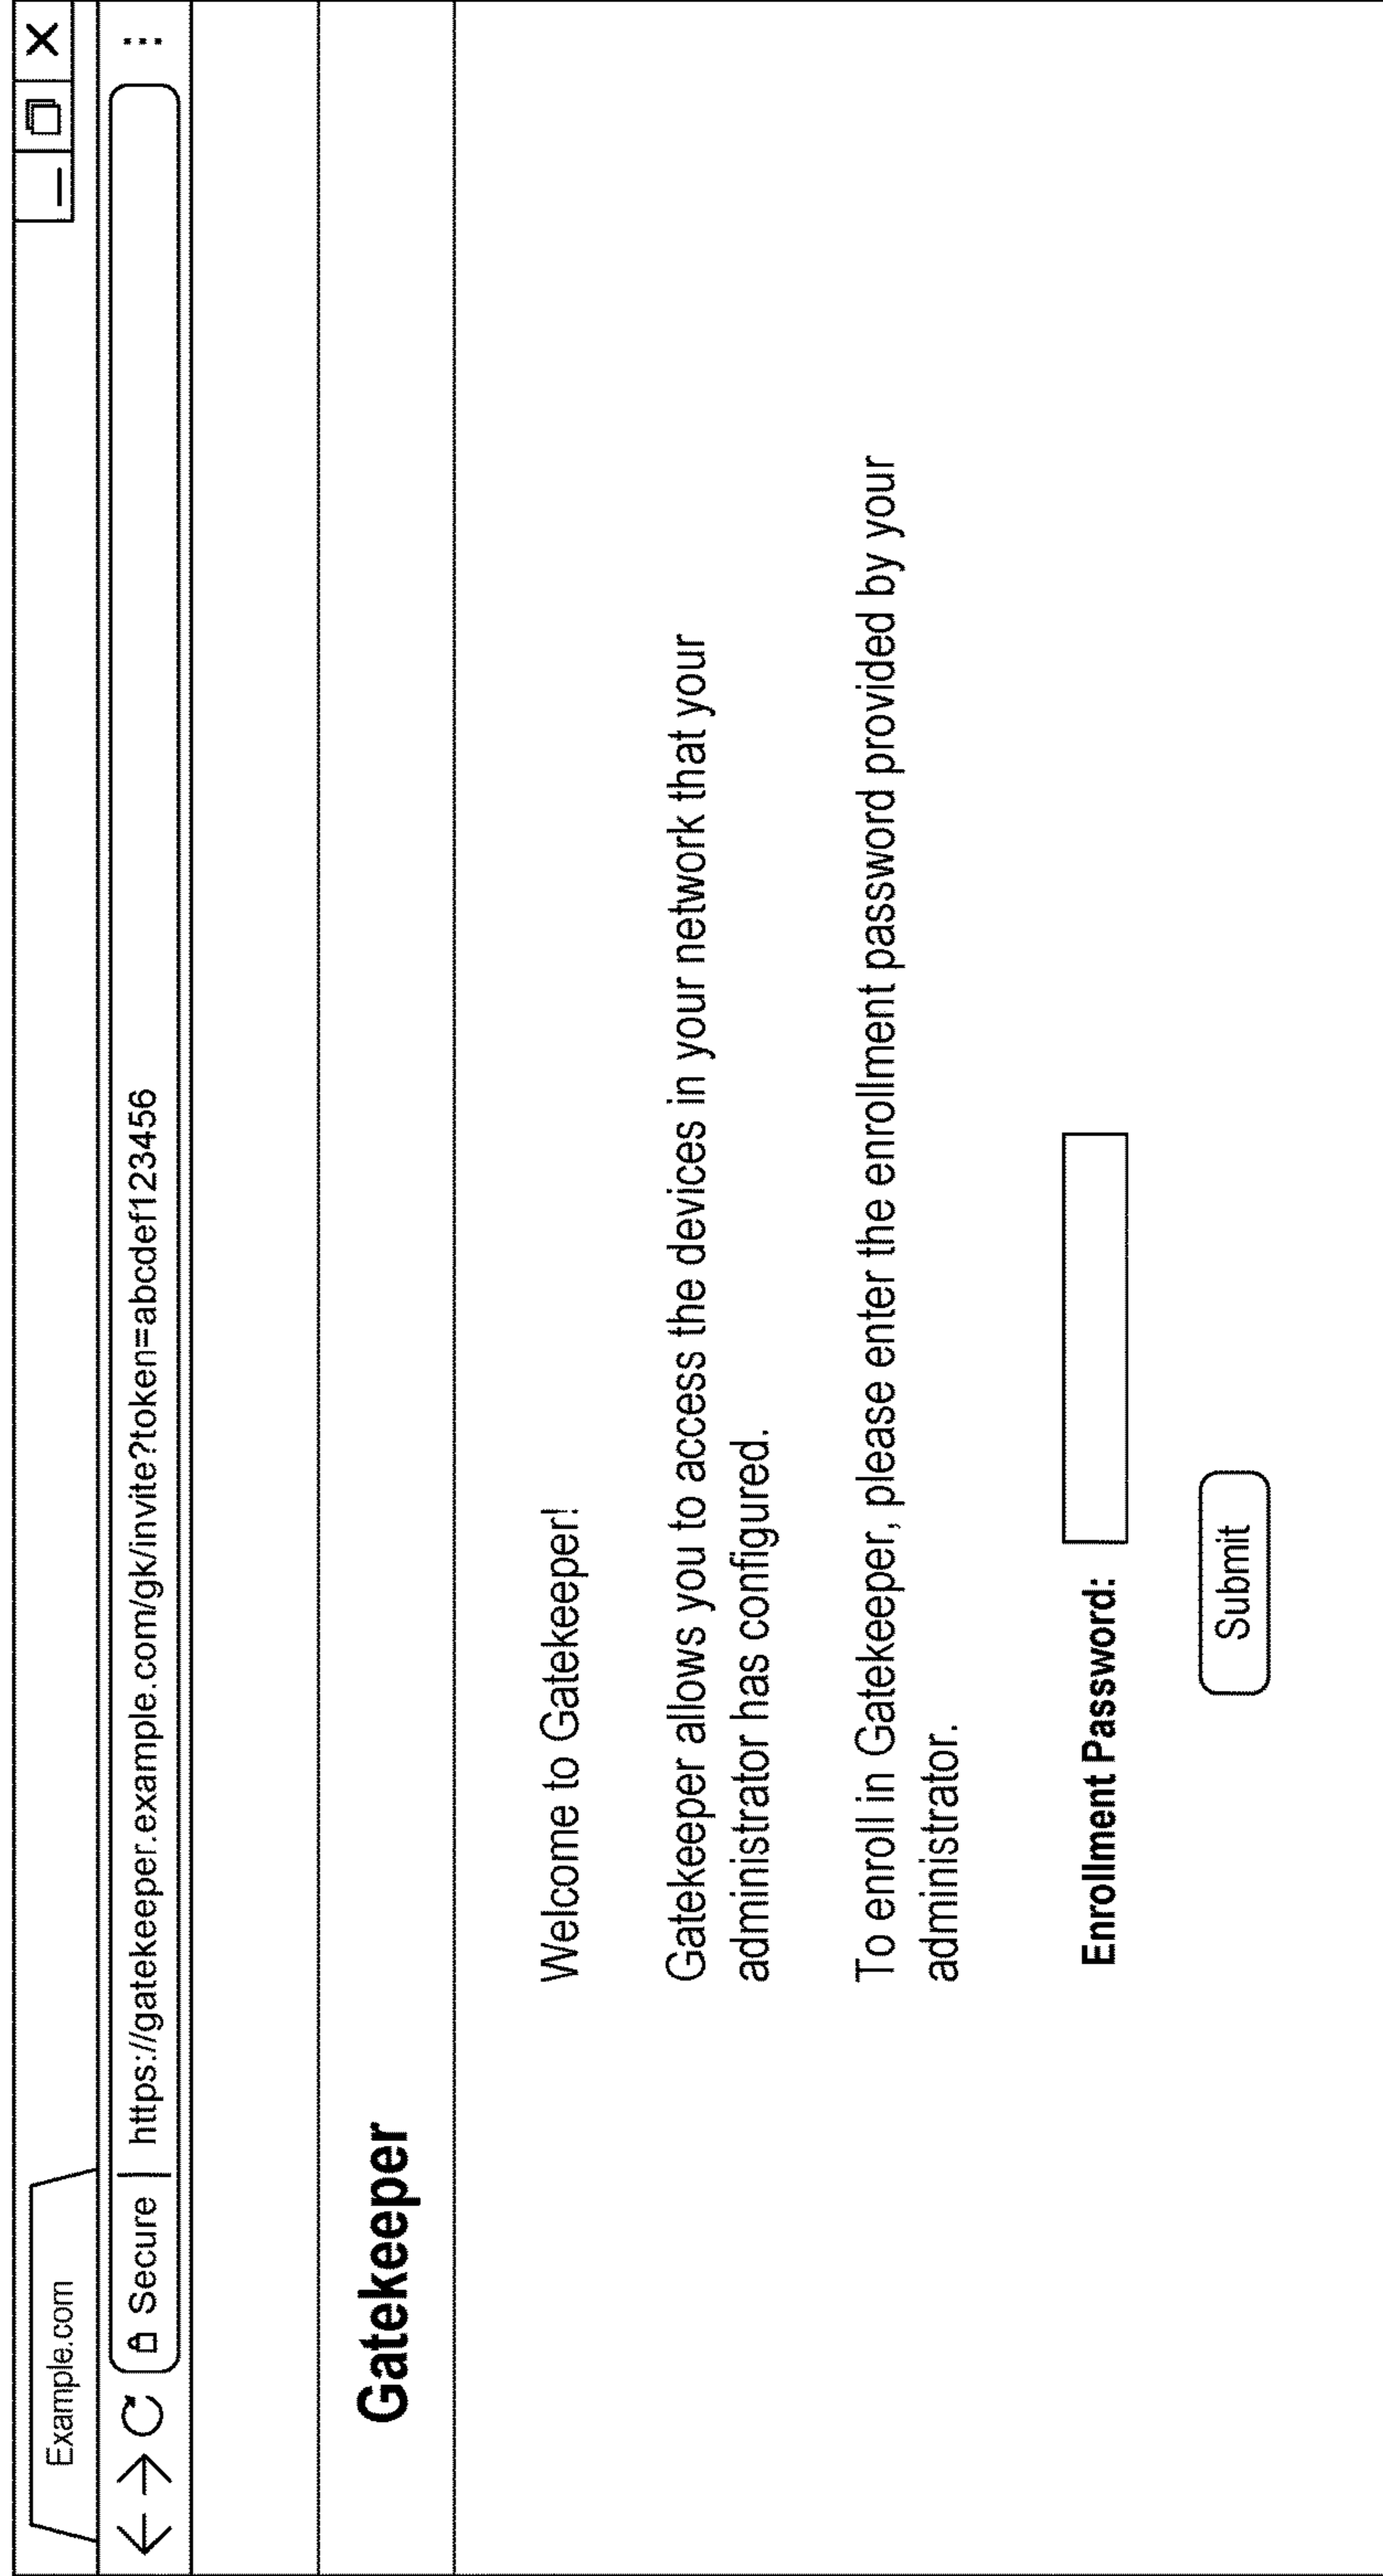 Example.com
Secure | https://gatekeeper.example.com/gk/invite?token=abcdef123456
Gatekeeper
Welcome to Gatekeeper!
Gatekeeper allows you to access the devices in your network that your
administrator has configured.
To enroll in Gatekeeper, please enter the enrollment password provided by your
administrator.
Enrollment Password:
Submit